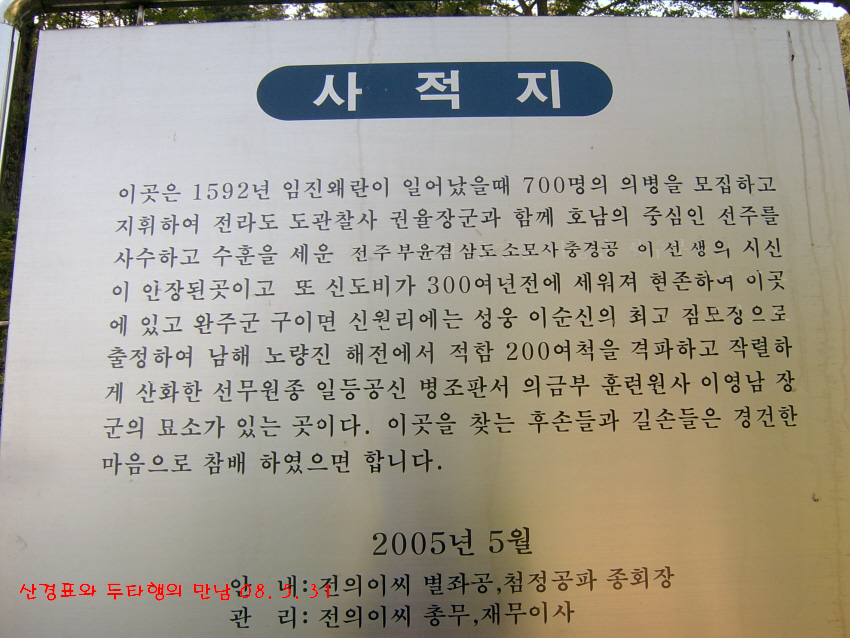 사 적 지
이곳은 1592년 임진왜란이 일어났을때 700명의 의병을 모집하고
지휘하여 전라도 도관찰사 권율장군과 함께 호남의 중심인 전주를
사수하고 수훈을 세운 전주부윤겸삼도소모사충경공 이선생의 시신
이 안장된곳이고 또 신도비가 300여년전에 세워져 현존하여 이곳
에 있고 완주군 구이면 신원리에는 성웅 이순신의 최고 참모장으로
출정하여 남해 노량진 해전에서 적함 200여척을 격파하고 작렬하
게 산화한 선무원종 일등공신 병조판서 의금부 훈련원사 이영남 장
군의 묘소가 있는 곳이다. 이곳을 찾는 후손들과 길손들은 경건한
마음으로 참배 하였으면 합니다.
2005년 5월
안 내: 전의이씨 별좌공,첨정공파 종회장
관 리: 전의이씨 총무,재무이사
산경표와 두타행의 만남 08. 5. 31